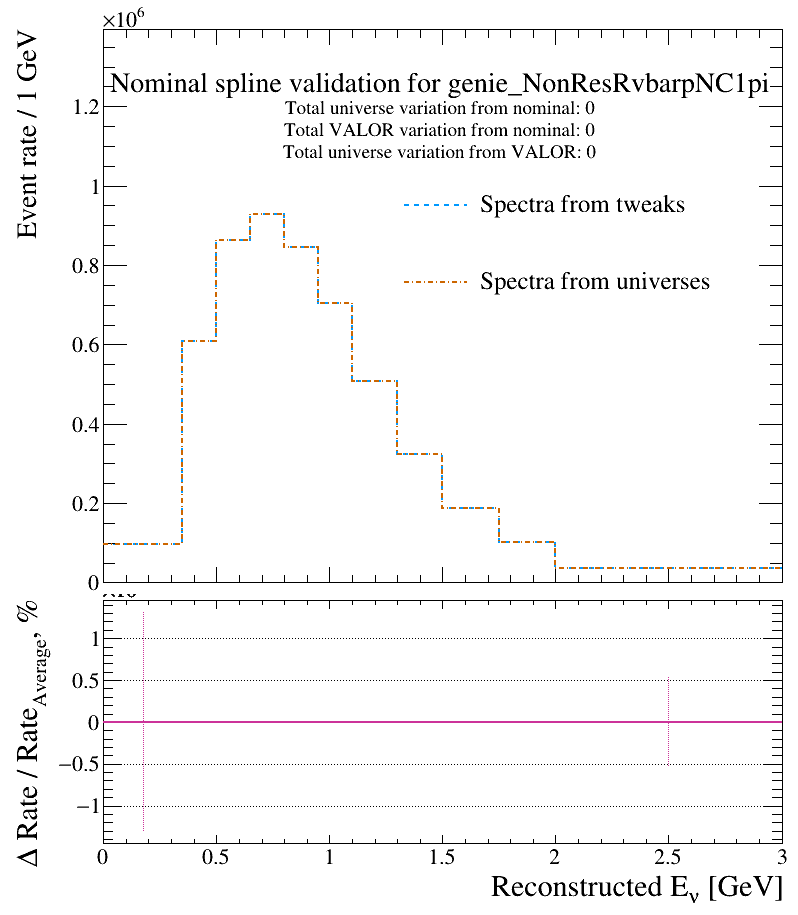 ×10⁶
Event rate / 1 GeV
Nominal spline validation for genie_NonResRvbarpNC1pi
Total universe variation from nominal: 0
Total VALOR variation from nominal: 0
Total universe variation from VALOR: 0
Spectra from tweaks
Spectra from universes
1.2
1
0.8
0.6
0.4
0.2
0
Δ Rate / Rate_Average, %
1
0.5
0
−0.5
−1
0 0.5 1 1.5 2 2.5 3
Reconstructed E_ν [GeV]